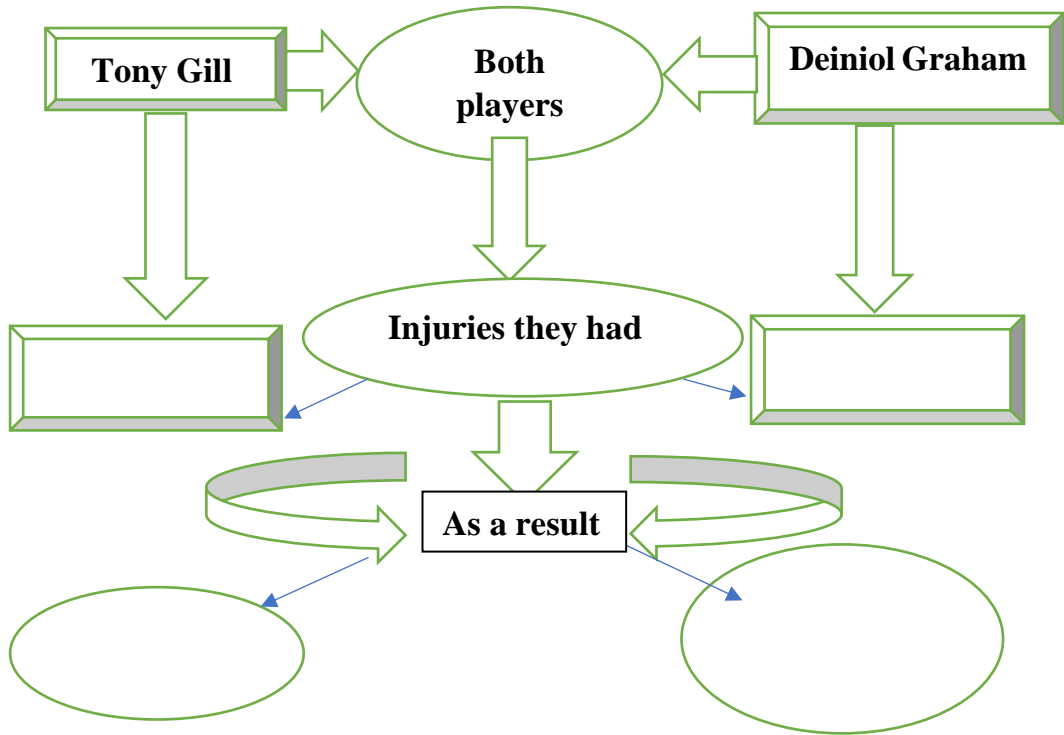 Tony Gill
Both
players
Deiniol Graham
Injuries they had
As a result